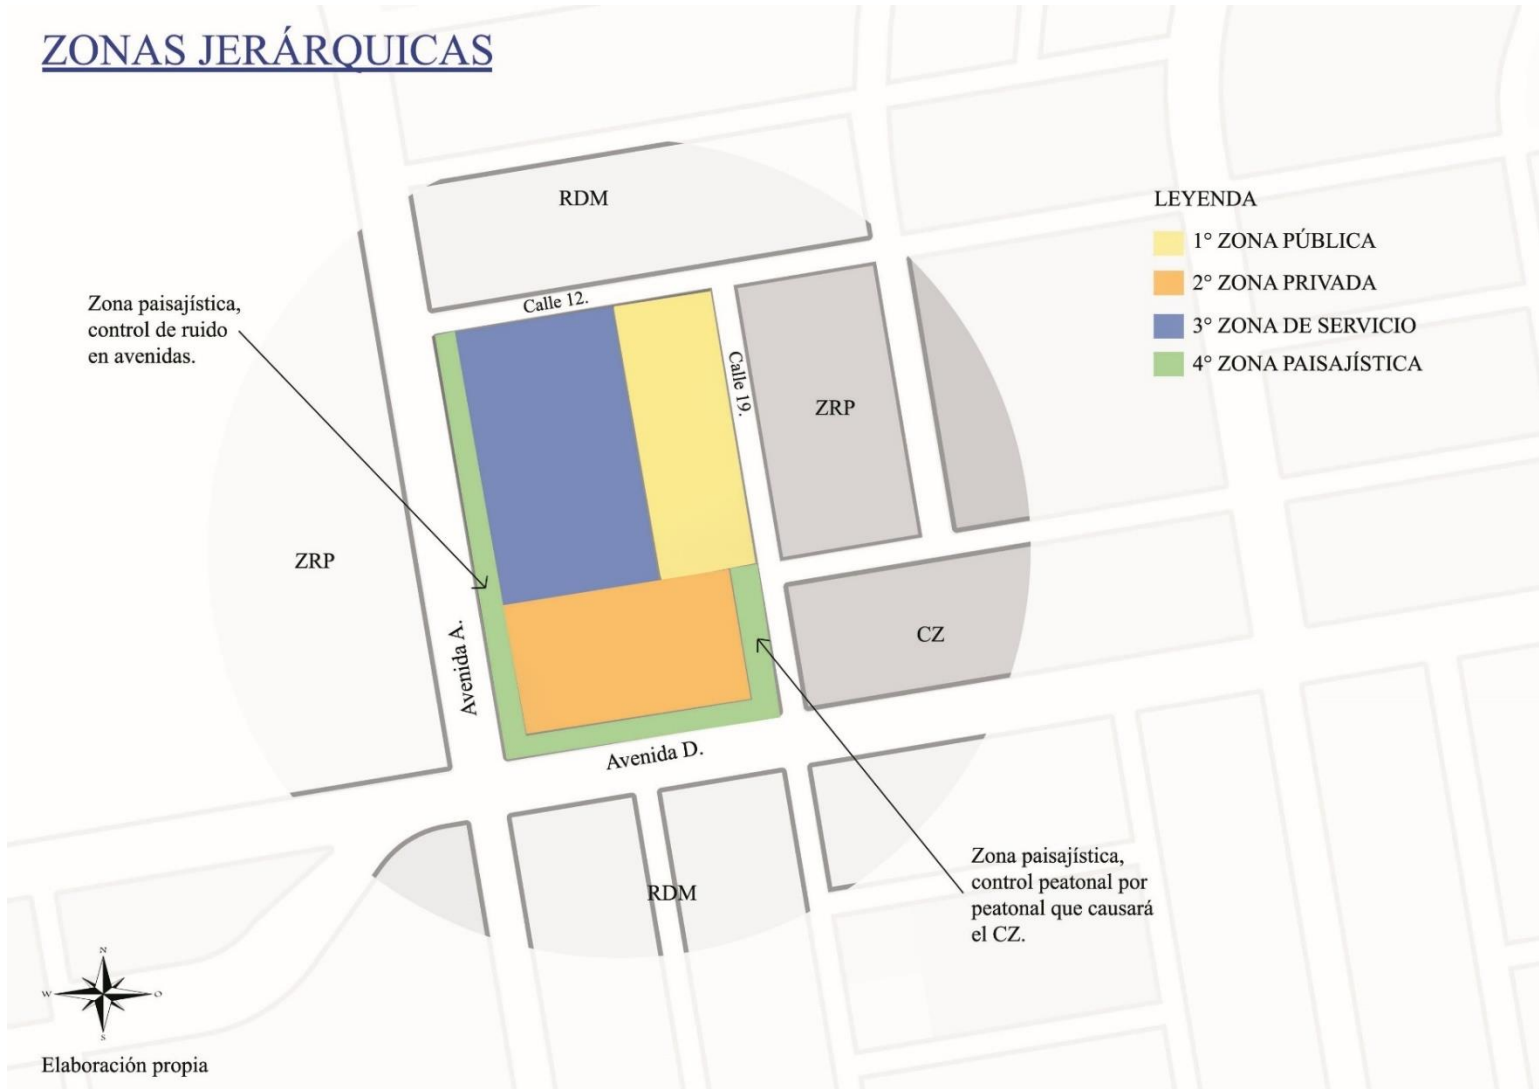 ZONAS JERÁRQUICAS
RDM
LEYENDA
1° ZONA PÚBLICA
2° ZONA PRIVADA
3° ZONA DE SERVICIO
4° ZONA PAISAJÍSTICA
Zona paisajística,
control de ruido
en avenidas.
Calle 12.
Calle 19.
ZRP
ZRP
CZ
Avenida A.
Avenida D.
Zona paisajística,
control peatonal por
peatonal que causará
el CZ.
RDM
N
W
O
S
Elaboración propia